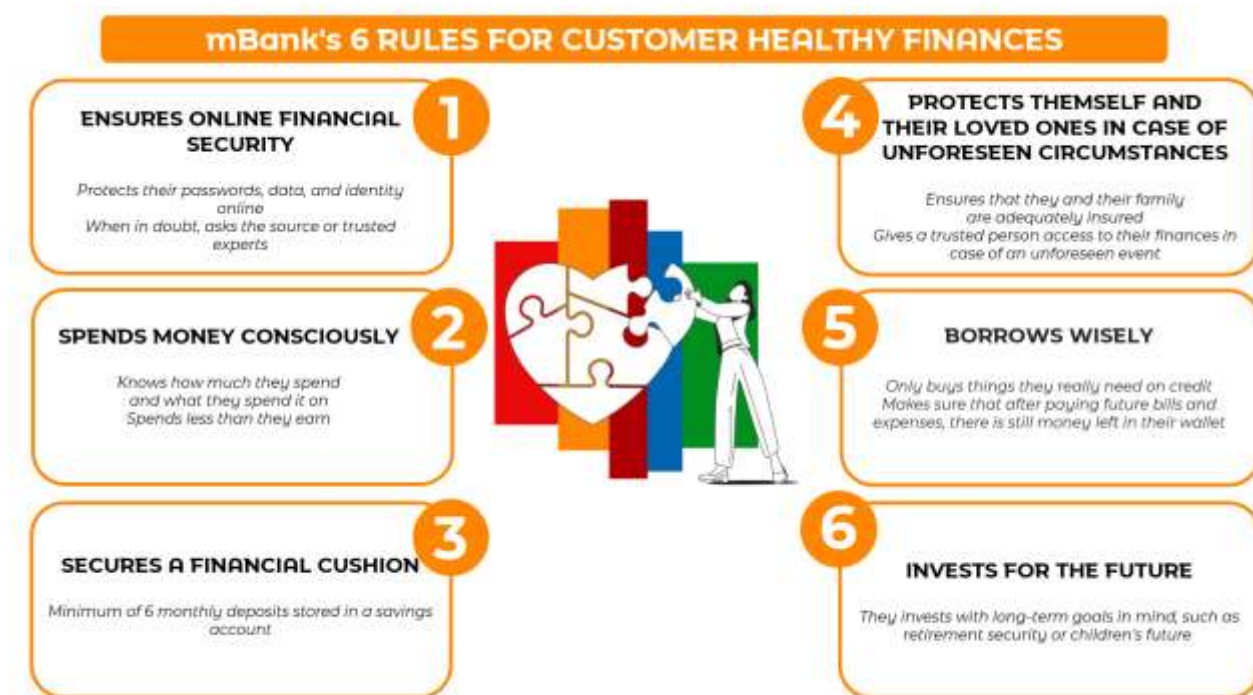 mBank's 6 RULES FOR CUSTOMER HEALTHY FINANCES
1
ENSURES ONLINE FINANCIAL
SECURITY
Protects their passwords, data, and identity
online
When in doubt, asks the source or trusted
experts
2
SPENDS MONEY CONSCIOUSLY
Knows how much they spend
and what they spend it on
Spends less than they earn
3
SECURES A FINANCIAL CUSHION
Minimum of 6 monthly deposits stored in a savings
account
4
PROTECTS THEMSELF AND
THEIR LOVED ONES IN CASE OF
UNFORESEEN CIRCUMSTANCES
Ensures that they and their family
are adequately insured
Gives a trusted person access to their finances in
case of an unforeseen event
5
BORROWS WISELY
Only buys things they really need on credit
Makes sure that after paying future bills and
expenses, there is still money left in their wallet
6
INVESTS FOR THE FUTURE
They invests with long-term goals in mind, such as
retirement security or children's future